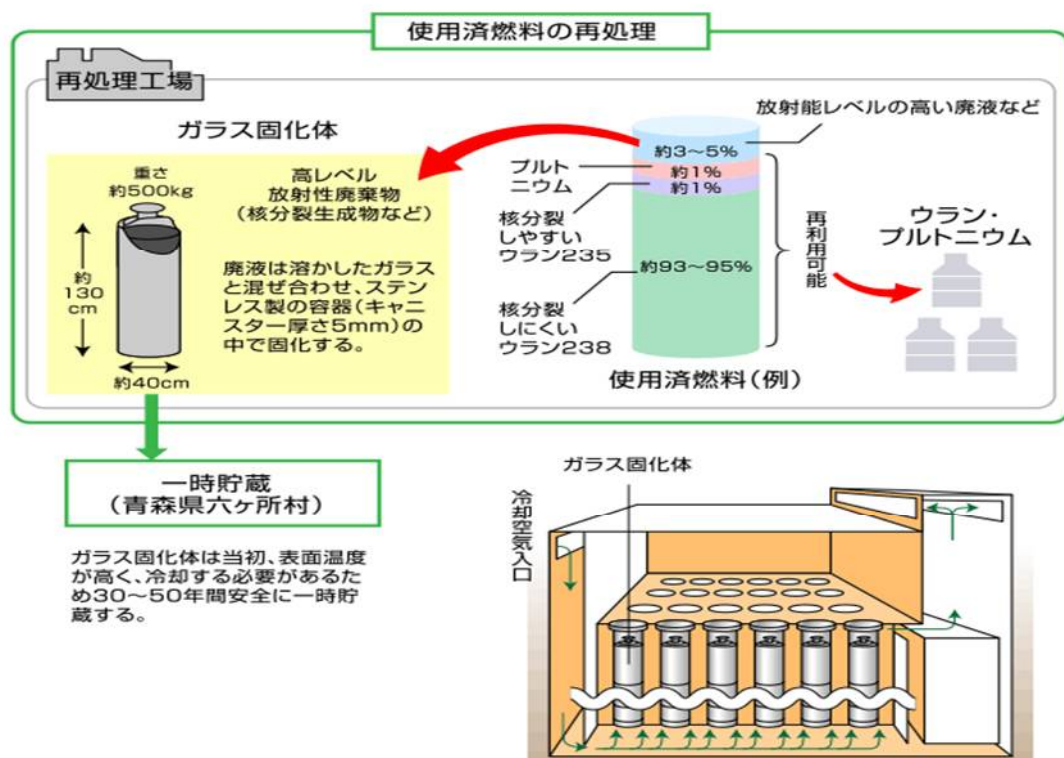 使用済燃料の再処理
再処理工場
ガラス固化体
重さ
約500kg
約
130
cm
約40cm
高レベル
放射性廃棄物
(核分裂生成物など)
廃液は溶かしたガラス
と混ぜ合わせ、ステン
レス製の容器(キャニ
スター厚さ5mm)の
中で固化する。
放射能レベルの高い廃液など
約3～5%
プルト
ニウム
約1%
約1%
核分裂
しやすい
ウラン235
約93～95%
核分裂
しにくい
ウラン238
使用済燃料(例)
再利用可能
ウラン・
プルトニウム
一時貯蔵
(青森県六ヶ所村)
ガラス固化体は当初、表面温度
が高く、冷却する必要があるた
め30～50年間安全に一時貯
蔵する。
ガラス固化体
冷却空気入口